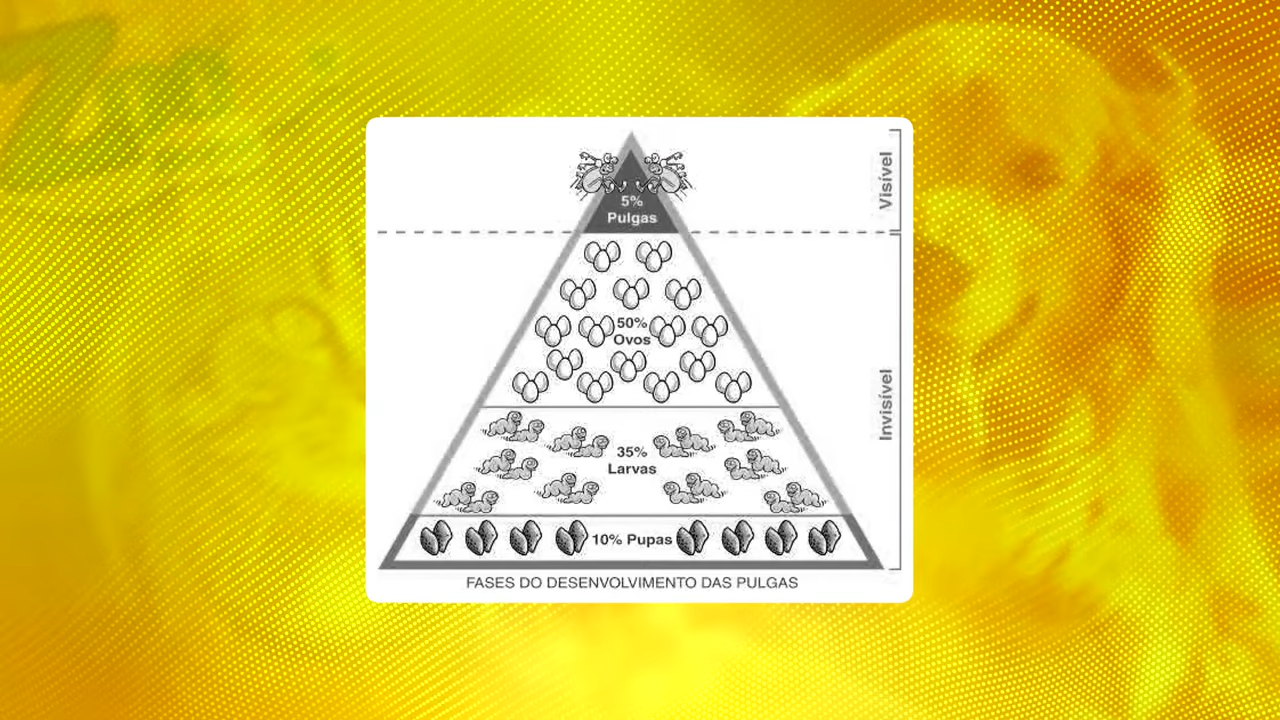 5%
Pulgas
Visível
50%
Ovos
Invisível
35%
Larvas
10% Pupas
FASES DO DESENVOLVIMENTO DAS PULGAS